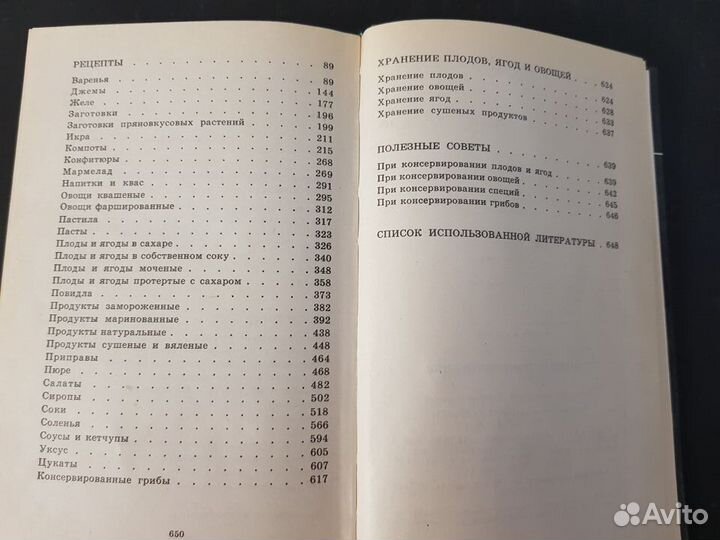 РЕЦЕПТЫ . . . . . . . . . . . . 89
Варенья . . . . . . . . . . . . 89
Джемы . . . . . . . . . . . . 144
Желе . . . . . . . . . . . . 177
Заготовки . . . . . . . . . . . . 196
Заготовки пряновкусовых растений . . . . 199
Икра . . . . . . . . . . . . 211
Компоты . . . . . . . . . . . . 215
Конфитюры . . . . . . . . . . . . 268
Мармелад . . . . . . . . . . . . 269
Напитки и квас . . . . . . . . . . 291
Овощи квашеные . . . . . . . . . . 295
Овощи фаршированные . . . . . . . . 312
Пастила . . . . . . . . . . . . 317
Пасты . . . . . . . . . . . . 323
Плоды и ягоды в сахаре . . . . . . . . 326
Плоды и ягоды в собственном соку . . . . 340
Плоды и ягоды моченые . . . . . . . . 348
Плоды и ягоды протертые с сахаром . . . . 358
Повидла . . . . . . . . . . . . 373
Продукты замороженные . . . . . . . . 382
Продукты маринованные . . . . . . . . 392
Продукты натуральные . . . . . . . . 438
Продукты сушеные и вяленые . . . . . . 448
Приправы . . . . . . . . . . . . 464
Пюре . . . . . . . . . . . . 468
Салаты . . . . . . . . . . . . 482
Сиропы . . . . . . . . . . . . 502
Соки . . . . . . . . . . . . 518
Соленья . . . . . . . . . . . . 566
Соусы и кетчупы . . . . . . . . . . 594
Уксус . . . . . . . . . . . . 605
Цукаты . . . . . . . . . . . . 607
Консервированные грибы . . . . . . . . 617
650
ХРАНЕНИЕ ПЛОДОВ, ЯГОД И ОВОЩЕЙ . . . 624
Хранение плодов . . . . . . . . 624
Хранение овощей . . . . . . . . 628
Хранение ягод . . . . . . . . 633
Хранение сушеных продуктов . . . . 637
ПОЛЕЗНЫЕ СОВЕТЫ . . . . . . . . 639
При консервировании плодов и ягод . . . 639
При консервировании овощей . . . . 642
При консервировании специй . . . . 645
При консервировании грибов . . . . 646
СПИСОК ИСПОЛЬЗОВАННОЙ ЛИТЕРАТУРЫ . 648
Avito